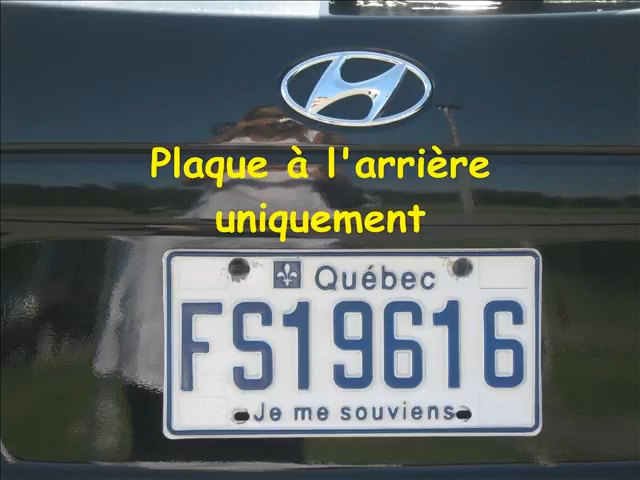 Plaque à l'arrière
uniquement
Québec
FS19616
Je me souviens